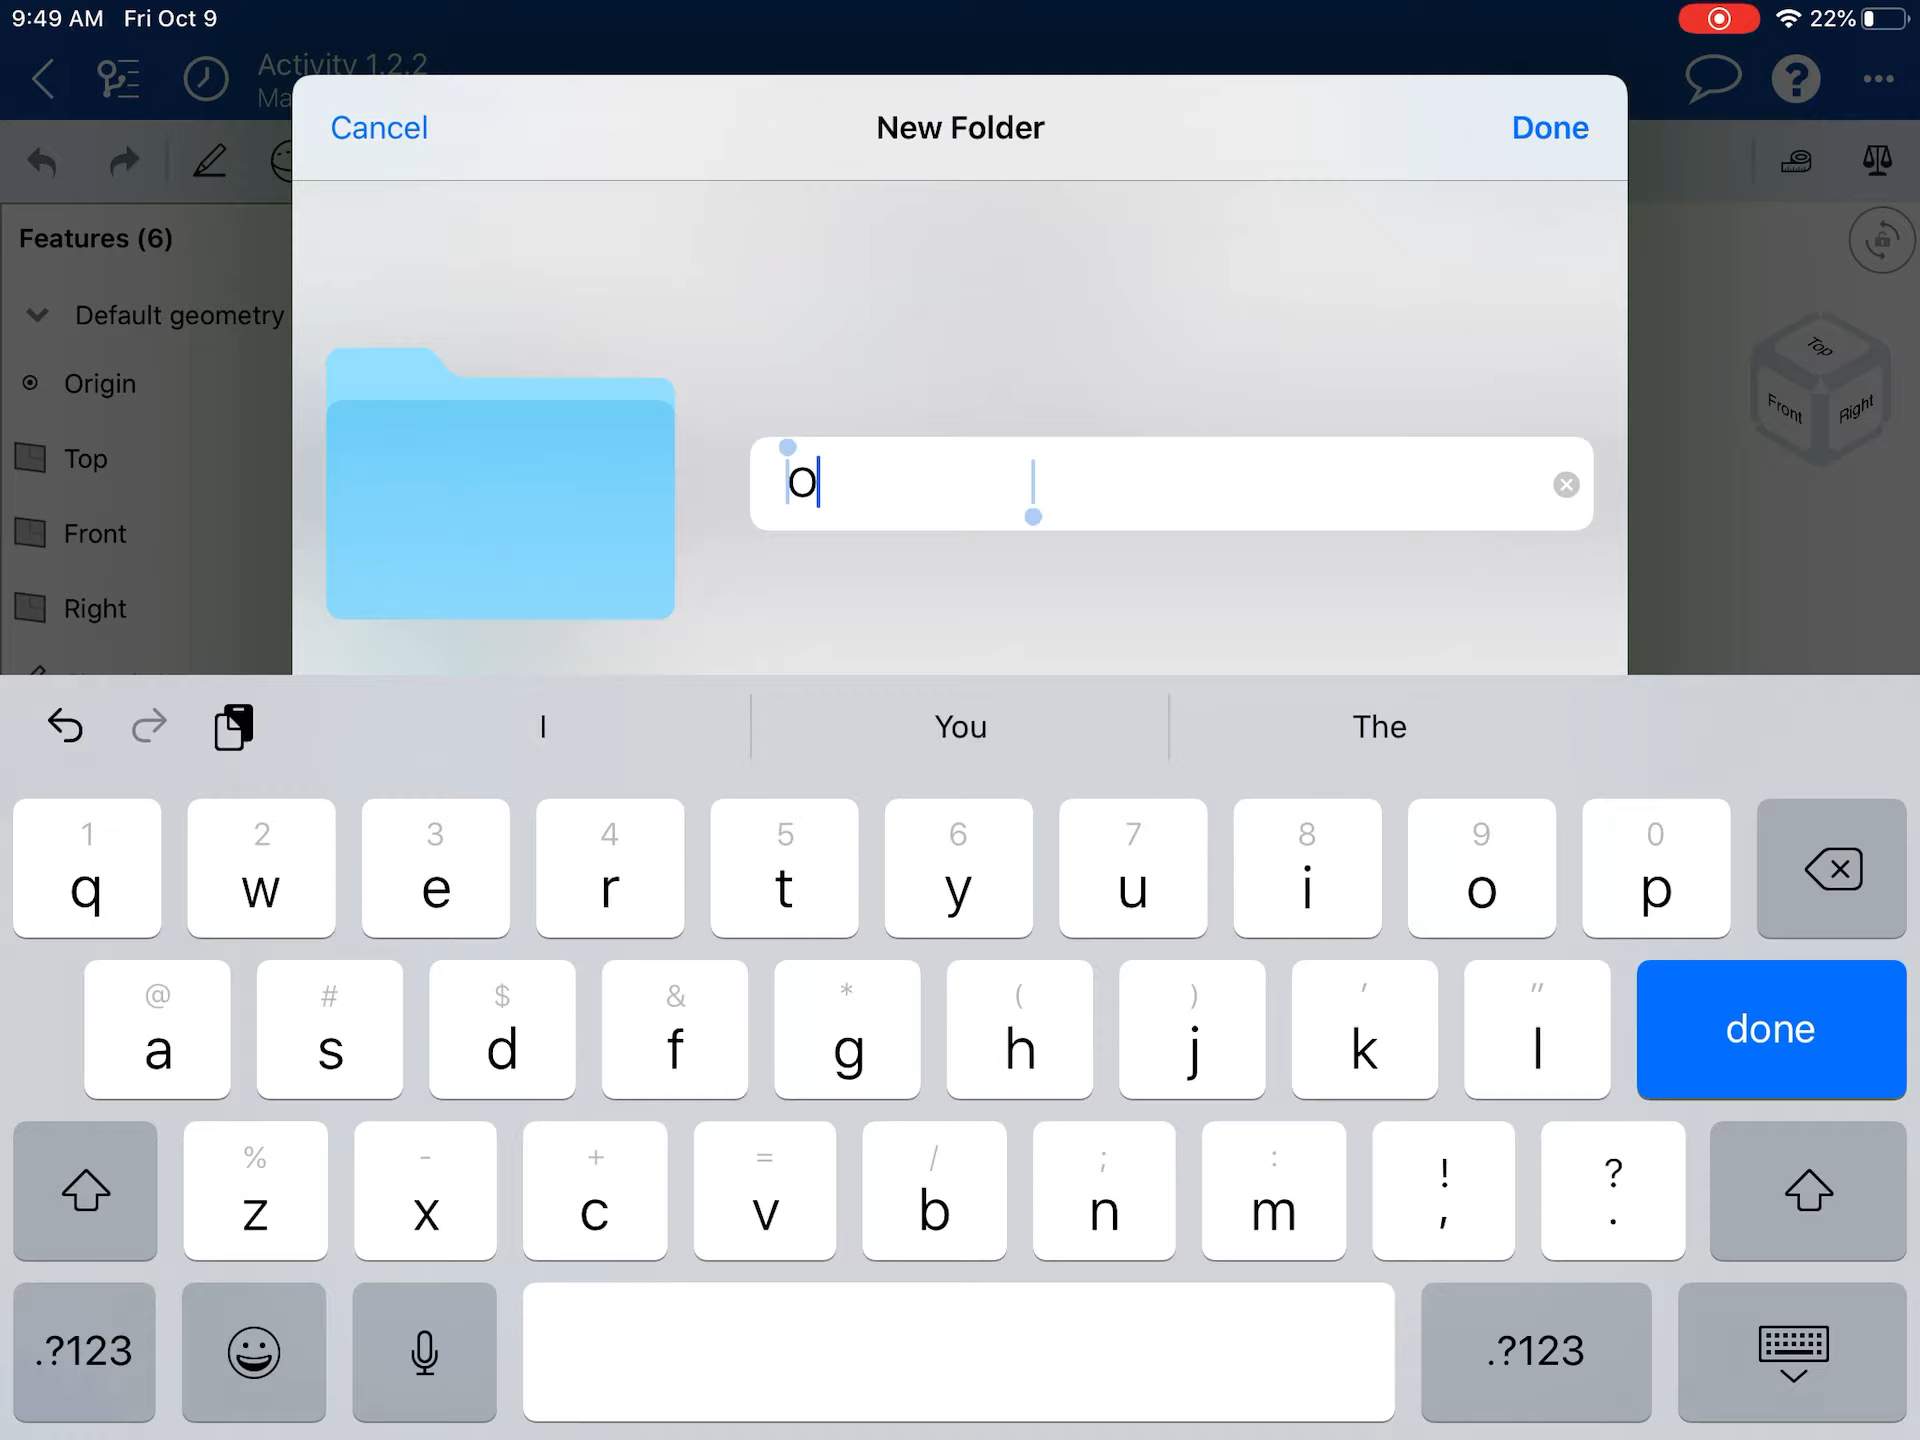 9:49 AM Fri Oct 9
22%
Activity 1.2.2
Ma
Cancel
New Folder
Done
Features (6)
Default geometry
Origin
Top
Front
Right
Top
Front
Right
O
I
You
The
1 2 3 4 5 6 7 8 9 0
q w e r t y u i o p
@ # $ & * ( ) ' "
a s d f g h j k l
done
% - + = / ; : ! ?
z x c v b n m , .
.?123
.?123